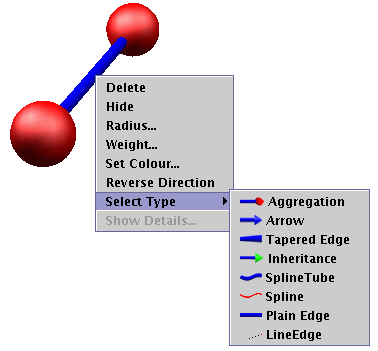 Delete
Hide
Radius...
Weight...
Set Colour...
Reverse Direction
Select Type
Show Details...
Aggregation
Arrow
Tapered Edge
Inheritance
SplineTube
Spline
Plain Edge
LineEdge